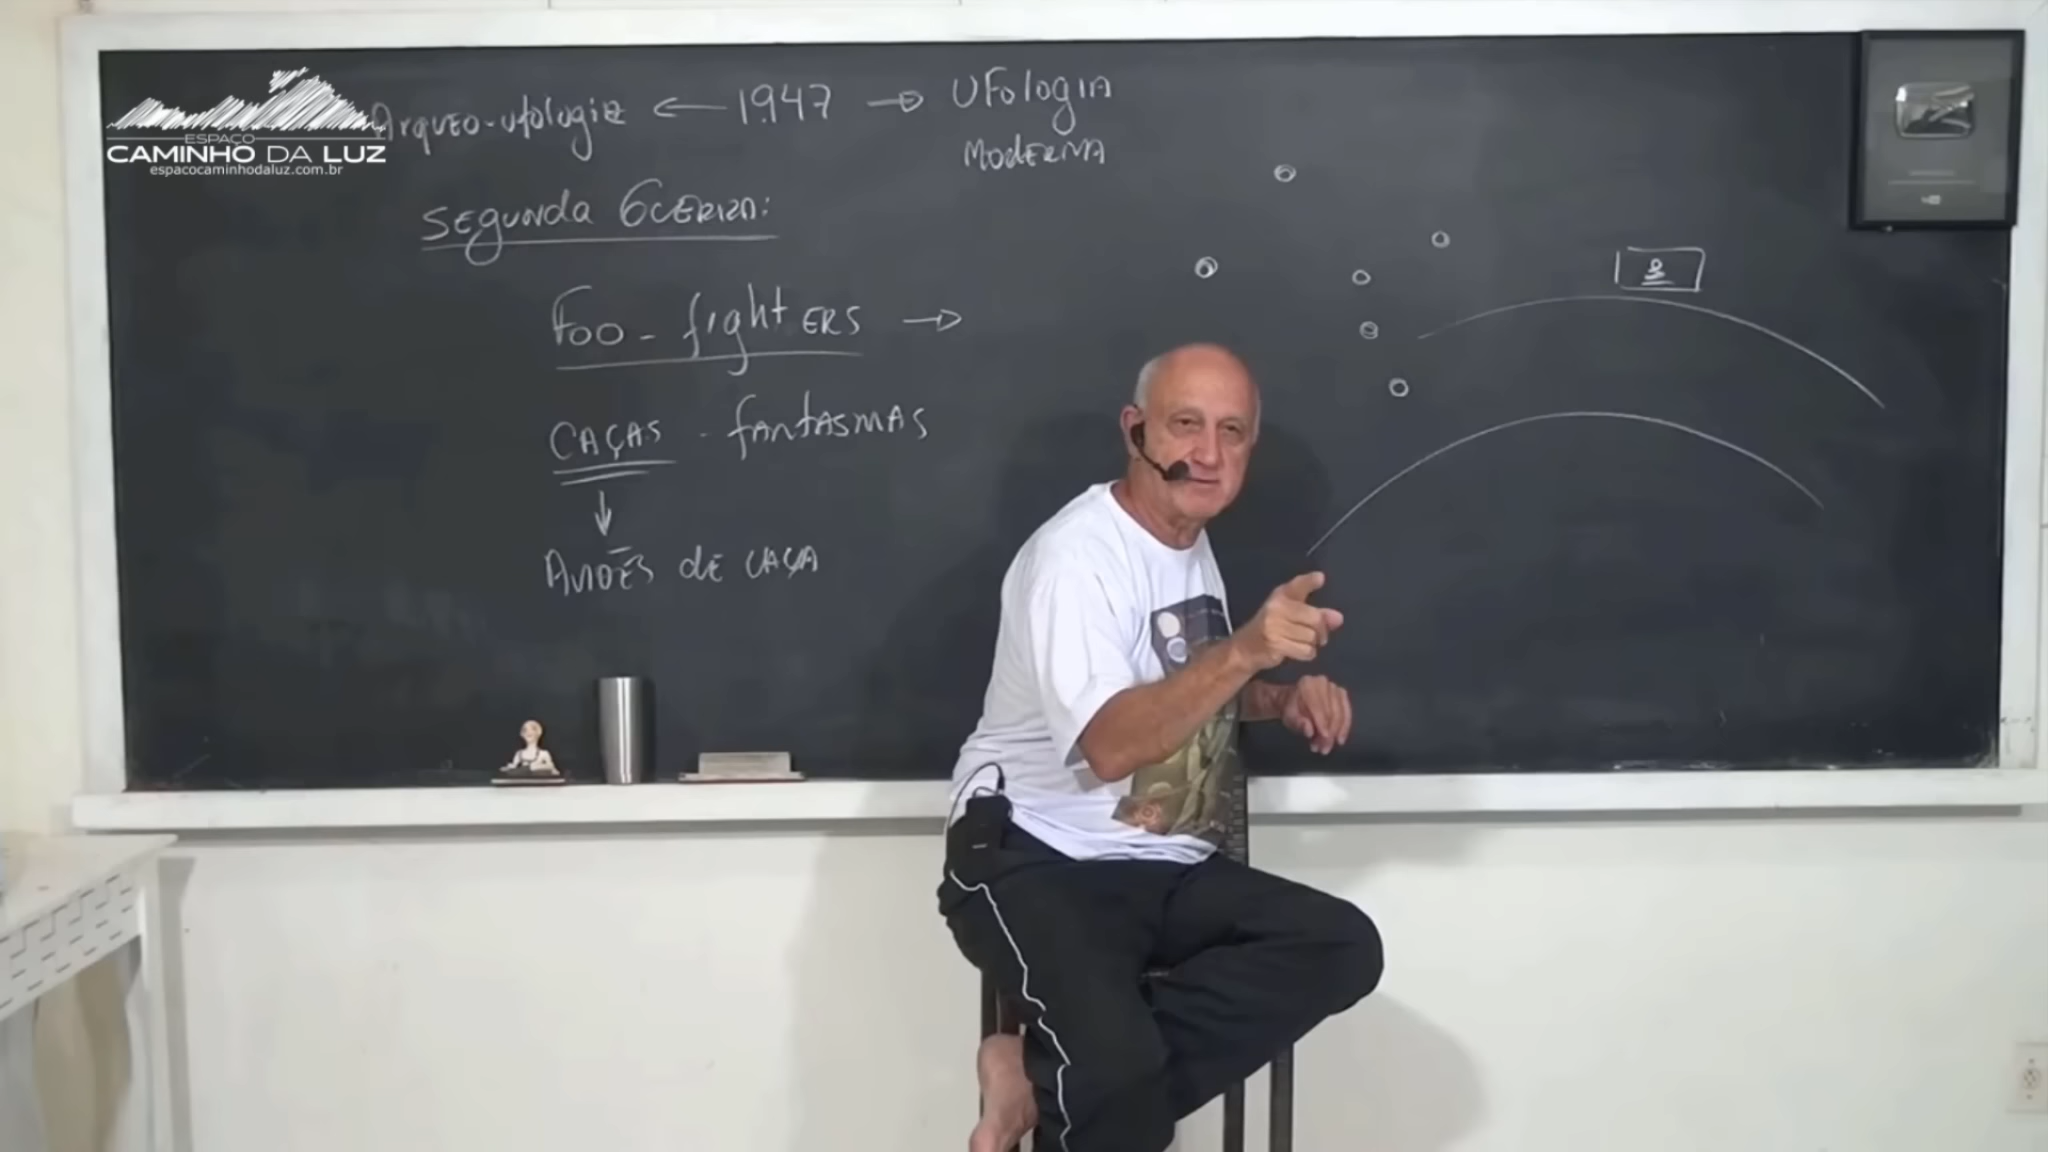 ESPAÇO
CAMINHO DA LUZ
espacocaminhodaluz.com.br
Arqueo-ufologia ← 1947 → UFologia
Moderna
Segunda Guerra:
Foo-fighters →
Caças - fantasmas
↓
Aviões de caça